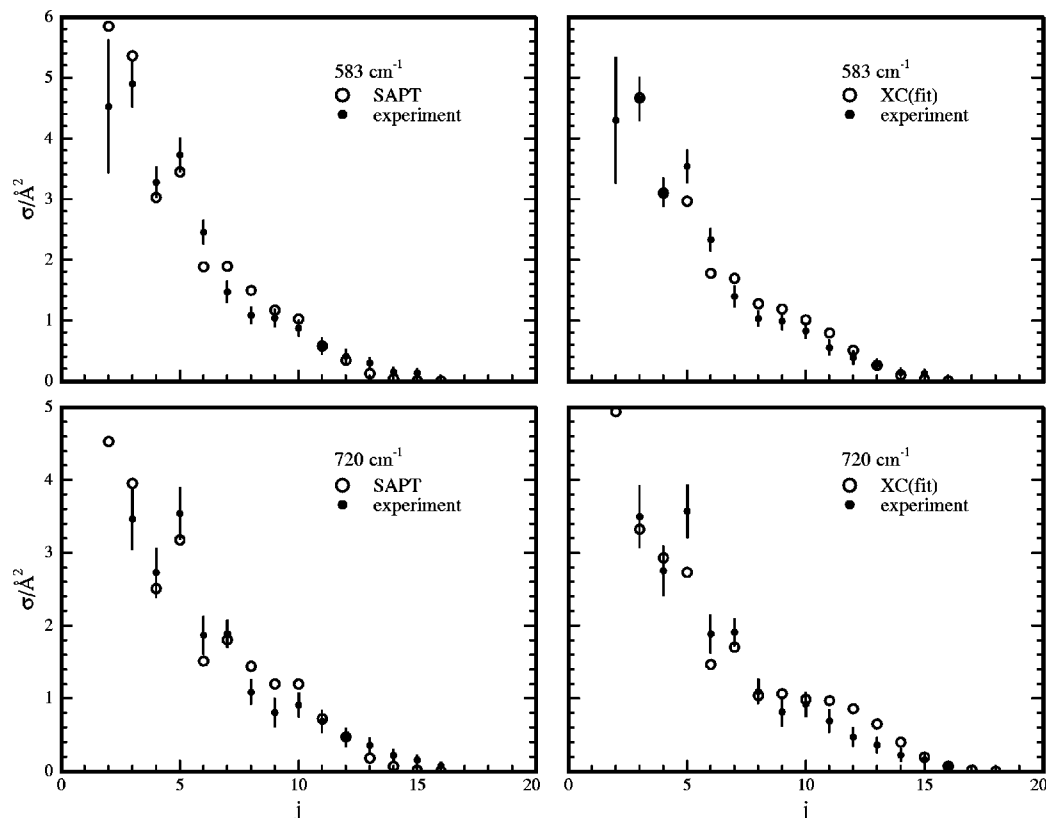 6
5
4
3
2
1
0
σ/Å²
583 cm⁻¹
SAPT
experiment
583 cm⁻¹
XC(fit)
experiment
5
4
3
2
1
0
σ/Å²
720 cm⁻¹
SAPT
experiment
720 cm⁻¹
XC(fit)
experiment
0 5 10 15 20
j
0 5 10 15 20
j